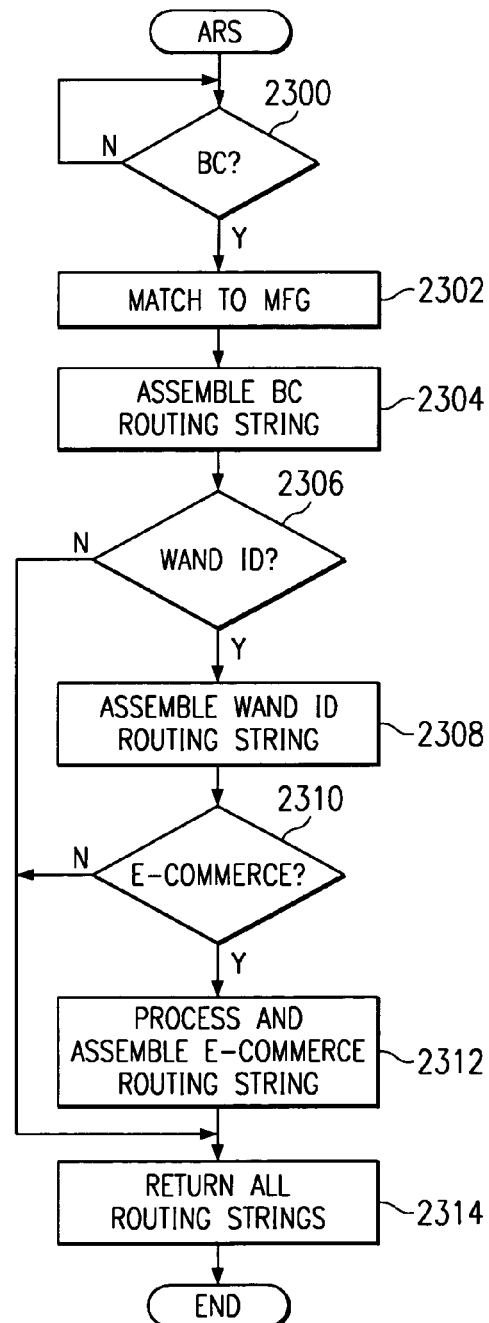 ARS
2300
N
BC?
Y
MATCH TO MFG
2302
ASSEMBLE BC
ROUTING STRING
2304
2306
N
WAND ID?
Y
ASSEMBLE WAND ID
ROUTING STRING
2308
2310
N
E-COMMERCE?
Y
PROCESS AND
ASSEMBLE E-COMMERCE
ROUTING STRING
2312
RETURN ALL
ROUTING STRINGS
2314
END